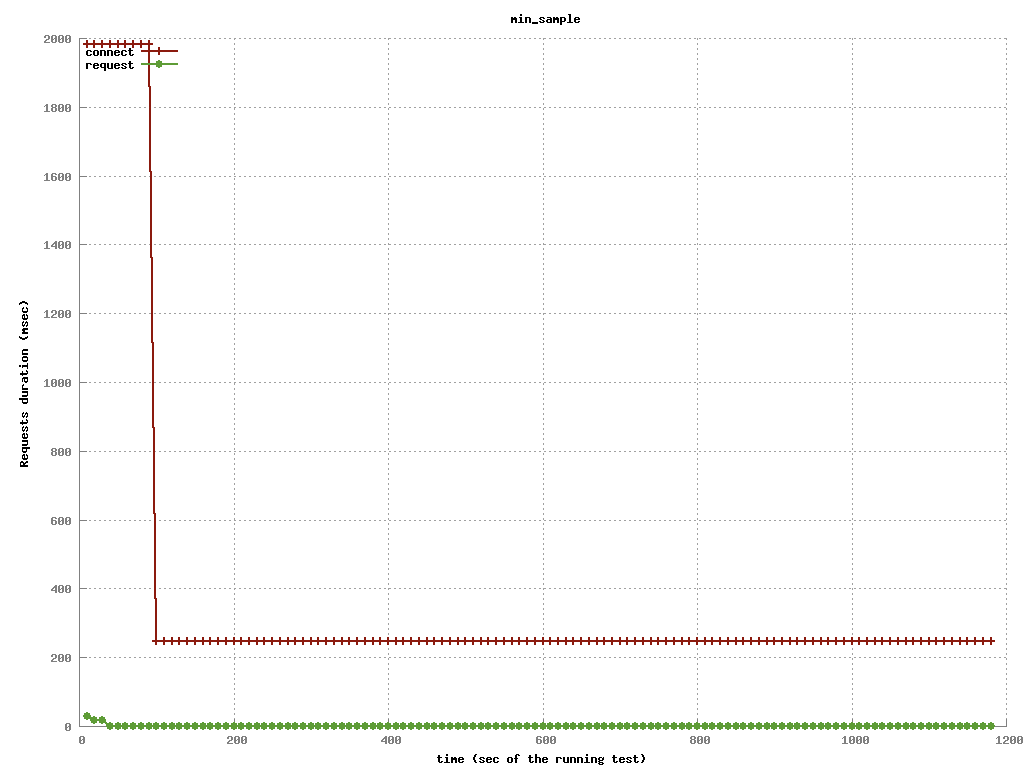 min_sample
connect
request
2000
1800
1600
1400
1200
1000
800
600
400
200
0
Requests duration (msec)
0 200 400 600 800 1000 1200
time (sec of the running test)